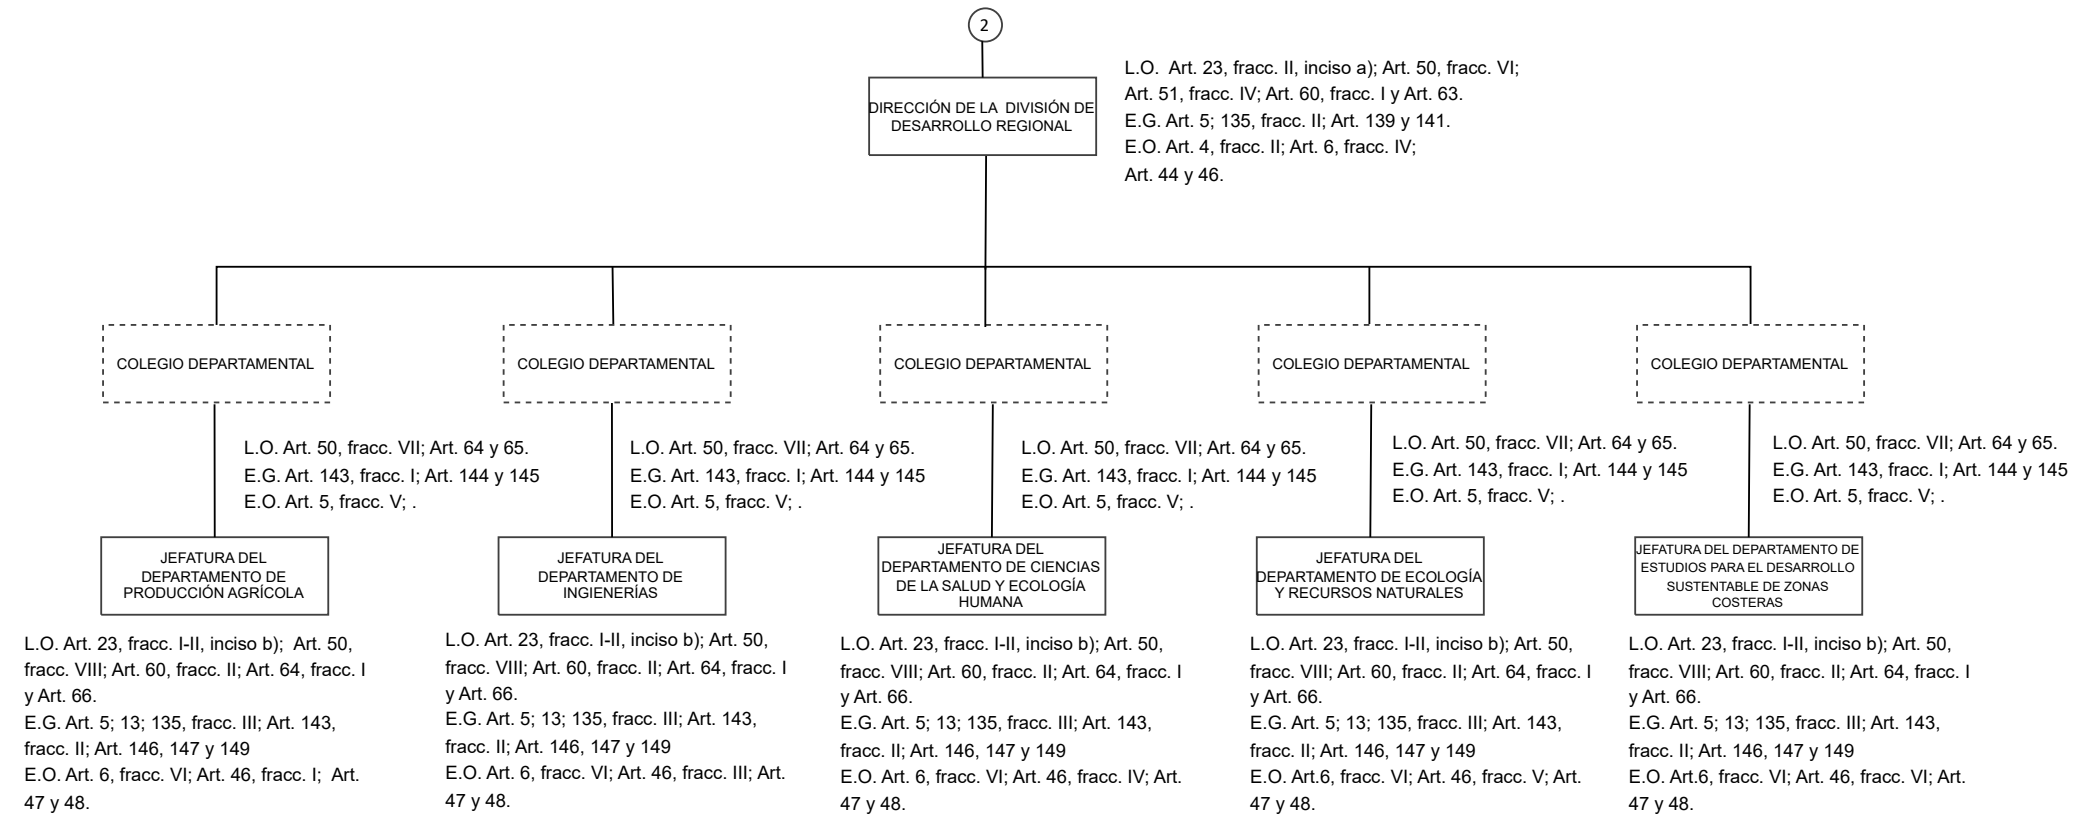 2
DIRECCIÓN DE LA DIVISIÓN DE
DESARROLLO REGIONAL
L.O. Art. 23, fracc. II, inciso a); Art. 50, fracc. VI;
Art. 51, fracc. IV; Art. 60, fracc. I y Art. 63.
E.G. Art. 5; 135, fracc. II; Art. 139 y 141.
E.O. Art. 4, fracc. II; Art. 6, fracc. IV;
Art. 44 y 46.
COLEGIO DEPARTAMENTAL
COLEGIO DEPARTAMENTAL
COLEGIO DEPARTAMENTAL
COLEGIO DEPARTAMENTAL
COLEGIO DEPARTAMENTAL
L.O. Art. 50, fracc. VII; Art. 64 y 65.
E.G. Art. 143, fracc. I; Art. 144 y 145
E.O. Art. 5, fracc. V; .
L.O. Art. 50, fracc. VII; Art. 64 y 65.
E.G. Art. 143, fracc. I; Art. 144 y 145
E.O. Art. 5, fracc. V; .
L.O. Art. 50, fracc. VII; Art. 64 y 65.
E.G. Art. 143, fracc. I; Art. 144 y 145
E.O. Art. 5, fracc. V; .
L.O. Art. 50, fracc. VII; Art. 64 y 65.
E.G. Art. 143, fracc. I; Art. 144 y 145
E.O. Art. 5, fracc. V; .
L.O. Art. 50, fracc. VII; Art. 64 y 65.
E.G. Art. 143, fracc. I; Art. 144 y 145
E.O. Art. 5, fracc. V; .
JEFATURA DEL
DEPARTAMENTO DE
PRODUCCIÓN AGRÍCOLA
JEFATURA DEL
DEPARTAMENTO DE
INGIENERÍAS
JEFATURA DEL
DEPARTAMENTO DE CIENCIAS
DE LA SALUD Y ECOLOGÍA
HUMANA
JEFATURA DEL
DEPARTAMENTO DE ECOLOGÍA
Y RECURSOS NATURALES
JEFATURA DEL DEPARTAMENTO DE
ESTUDIOS PARA EL DESARROLLO
SUSTENTABLE DE ZONAS
COSTERAS
L.O. Art. 23, fracc. I-II, inciso b); Art. 50,
fracc. VIII; Art. 60, fracc. II; Art. 64, fracc. I
y Art. 66.
E.G. Art. 5; 13; 135, fracc. III; Art. 143,
fracc. II; Art. 146, 147 y 149
E.O. Art. 6, fracc. VI; Art. 46, fracc. I; Art.
47 y 48.
L.O. Art. 23, fracc. I-II, inciso b); Art. 50,
fracc. VIII; Art. 60, fracc. II; Art. 64, fracc. I
y Art. 66.
E.G. Art. 5; 13; 135, fracc. III; Art. 143,
fracc. II; Art. 146, 147 y 149
E.O. Art. 6, fracc. VI; Art. 46, fracc. III; Art.
47 y 48.
L.O. Art. 23, fracc. I-II, inciso b); Art. 50,
fracc. VIII; Art. 60, fracc. II; Art. 64, fracc. I
y Art. 66.
E.G. Art. 5; 13; 135, fracc. III; Art. 143,
fracc. II; Art. 146, 147 y 149
E.O. Art. 6, fracc. VI; Art. 46, fracc. IV; Art.
47 y 48.
L.O. Art. 23, fracc. I-II, inciso b); Art. 50,
fracc. VIII; Art. 60, fracc. II; Art. 64, fracc. I
y Art. 66.
E.G. Art. 5; 13; 135, fracc. III; Art. 143,
fracc. II; Art. 146, 147 y 149
E.O. Art.6, fracc. VI; Art. 46, fracc. V; Art.
47 y 48.
L.O. Art. 23, fracc. I-II, inciso b); Art. 50,
fracc. VIII; Art. 60, fracc. II; Art. 64, fracc. I
y Art. 66.
E.G. Art. 5; 13; 135, fracc. III; Art. 143,
fracc. II; Art. 146, 147 y 149
E.O. Art.6, fracc. VI; Art. 46, fracc. VI; Art.
47 y 48.